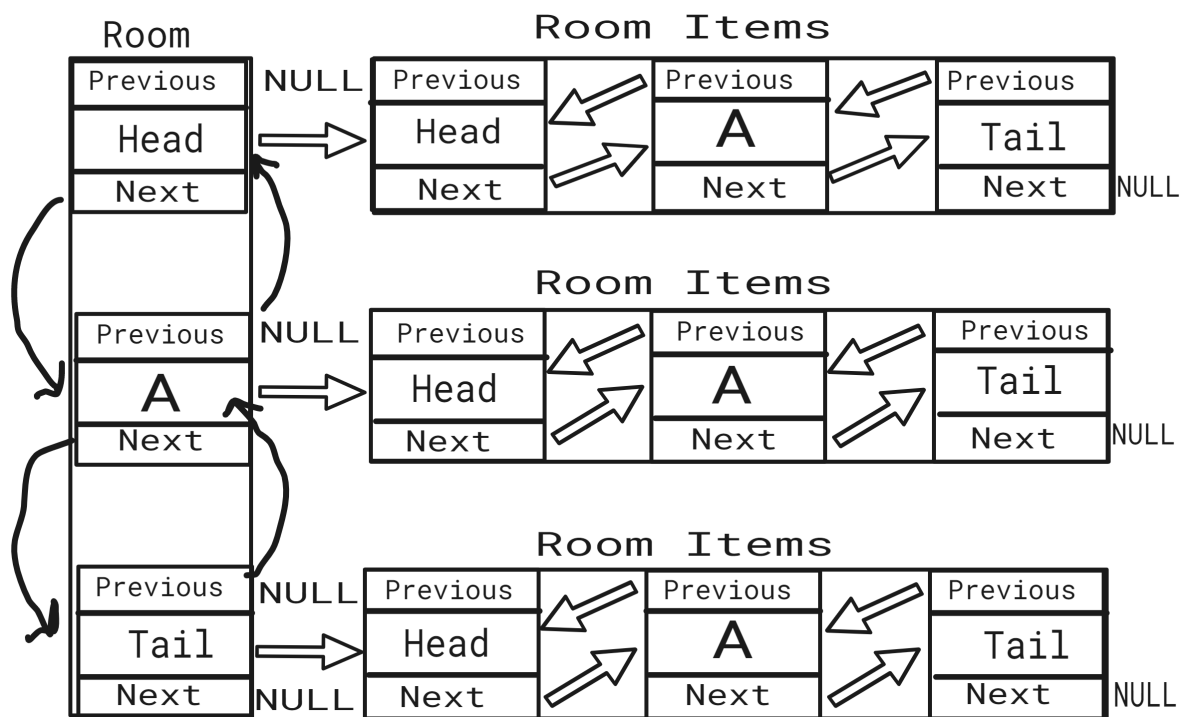 Room
Room Items
Previous NULL Previous Previous Previous
Head Head A Tail
Next Next Next Next NULL
Room Items
Previous NULL Previous Previous Previous
A Head A Tail
Next Next Next Next NULL
Room Items
Previous NULL Previous Previous Previous
Tail Head A Tail
Next NULL Next Next Next NULL